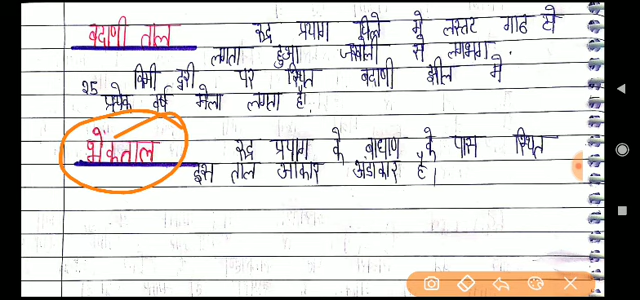 बदाणी ताल रूद्र प्रयाग जिले में लस्तर गाढ से
लगता हुआ जखोली से लगभग.
25 किमी दूरी पर स्थित बदाणी झील में
प्रत्येक वर्ष मेला लगता है।
भेंकताल रूद्र प्रयाग के बाधाण के पास स्थित
इस ताल आकार अंडाकार है।